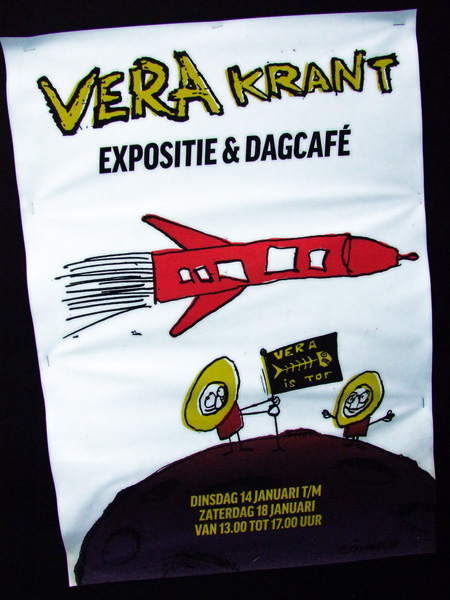 VERA KRANT
EXPOSITIE & DAGCAFÉ
VERA
is TOF
DINSDAG 14 JANUARI T/M
ZATERDAG 18 JANUARI
VAN 13.00 TOT 17.00 UUR